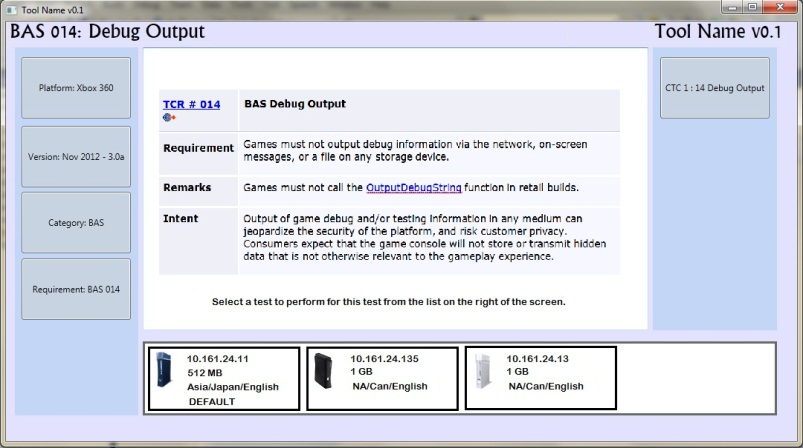 Tool Name v0.1
BAS 014: Debug Output
Tool Name v0.1
Platform: Xbox 360
Version: Nov 2012 - 3.0a
Category: BAS
Requirement: BAS 014
TCR # 014
BAS Debug Output
Requirement
Games must not output debug information via the network, on-screen
messages, or a file on any storage device.
Remarks
Games must not call the OutputDebugString function in retail builds.
Intent
Output of game debug and/or testing information in any medium can
jeopardize the security of the platform, and risk customer privacy.
Consumers expect that the game console will not store or transmit hidden
data that is not otherwise relevant to the gameplay experience.
Select a test to perform for this test from the list on the right of the screen.
CTC 1 : 14 Debug Output
10.161.24.11
512 MB
Asia/Japan/English
DEFAULT
10.161.24.135
1 GB
NA/Can/English
10.161.24.13
1 GB
NA/Can/English